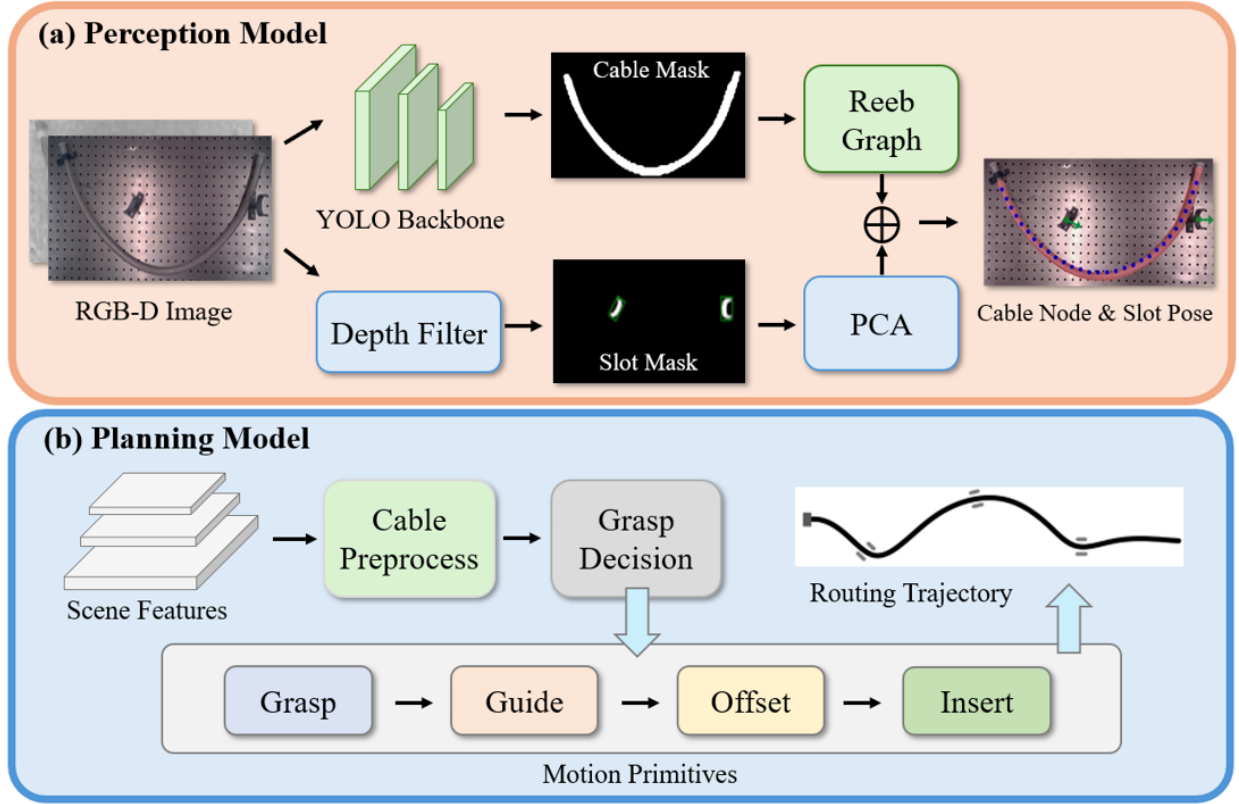 (a) Perception Model
RGB-D Image
YOLO Backbone
Cable Mask
Reeb
Graph
Depth Filter
Slot Mask
PCA
Cable Node & Slot Pose
(b) Planning Model
Scene Features
Cable
Preprocess
Grasp
Decision
Routing Trajectory
Grasp
Guide
Offset
Insert
Motion Primitives